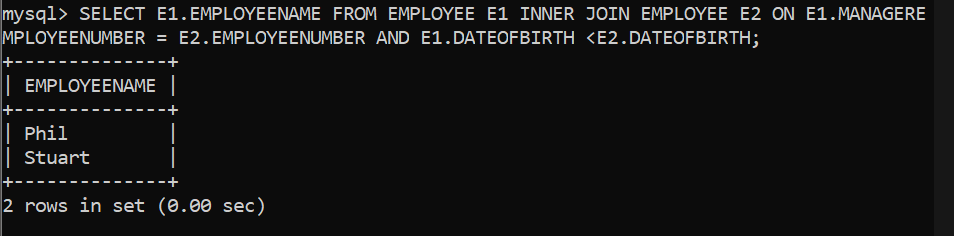 mysql> SELECT E1.EMPLOYEENAME FROM EMPLOYEE E1 INNER JOIN EMPLOYEE E2 ON E1.MANAGERE
MPLOYEENUMBER = E2.EMPLOYEENUMBER AND E1.DATEOFBIRTH <E2.DATEOFBIRTH;
+--------------+
| EMPLOYEENAME |
+--------------+
| Phil         |
| Stuart       |
+--------------+
2 rows in set (0.00 sec)